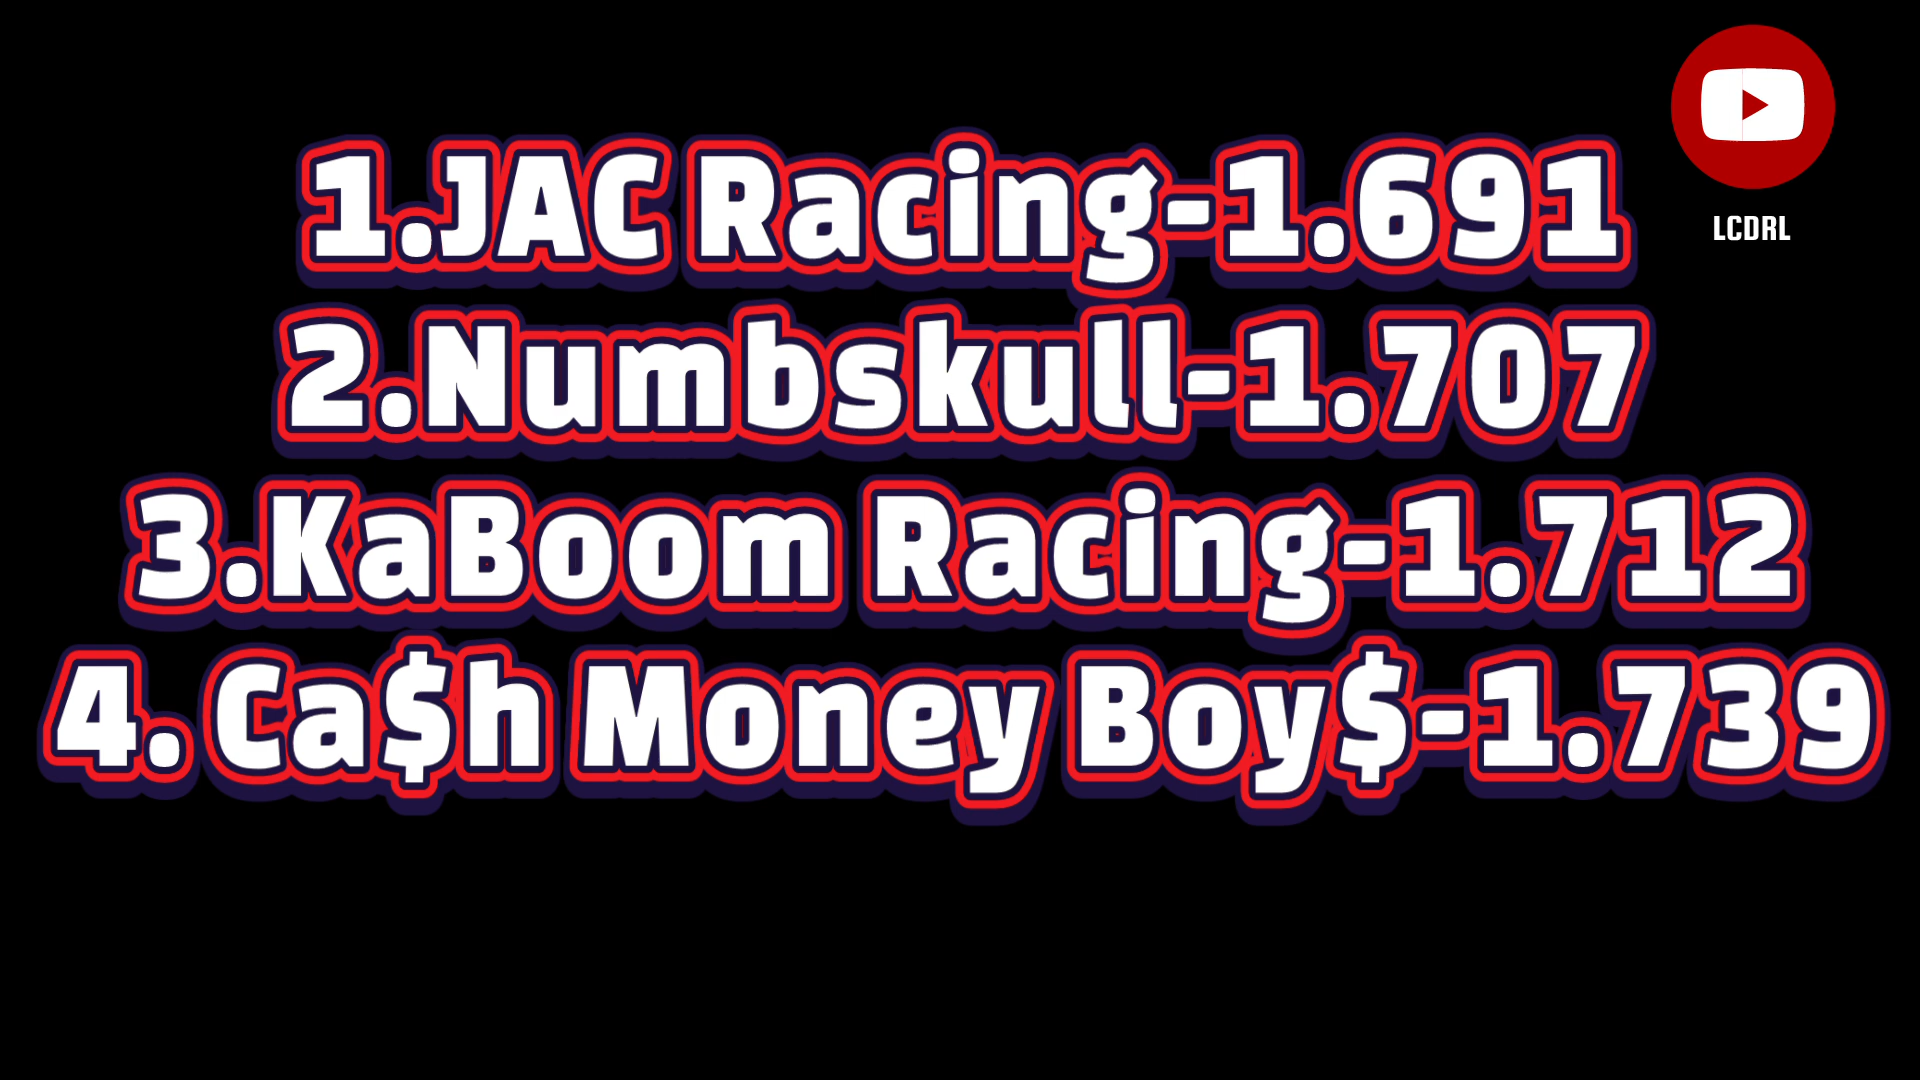 1.JAC Racing-1.691
LCDRL
2.Numbskull-1.707
3.KaBoom Racing-1.712
4. Ca$h Money Boy$-1.739